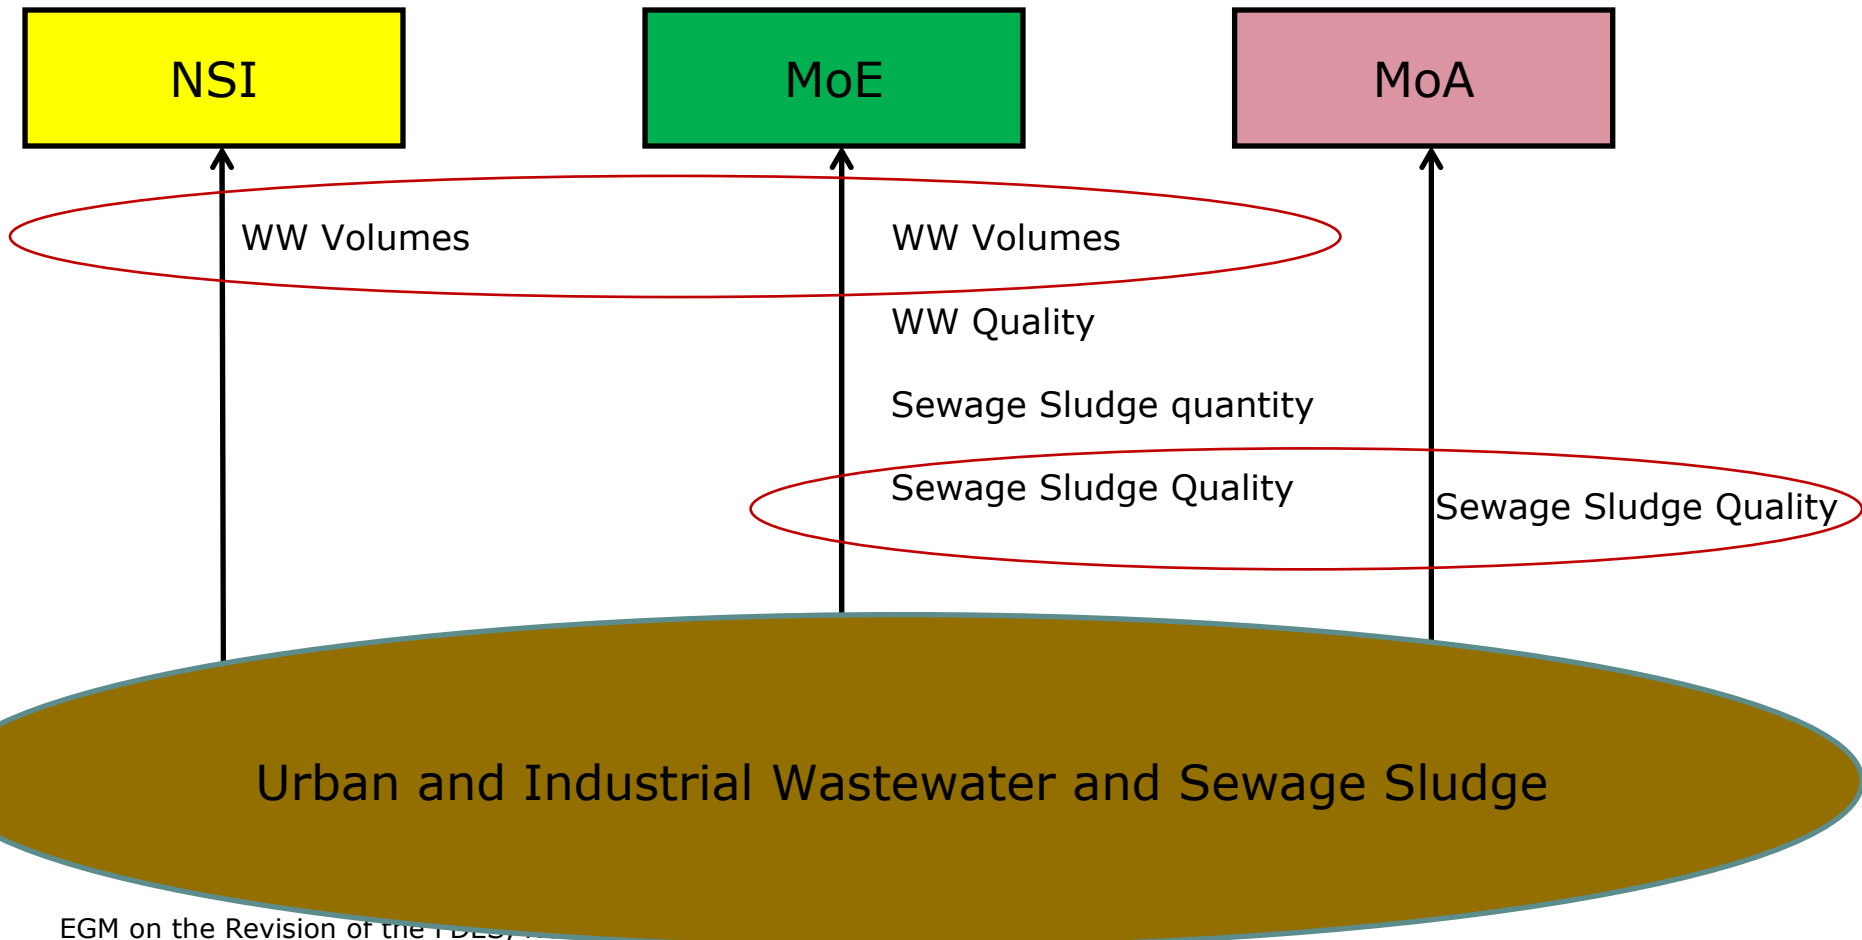 NSI MoE MoA
WW Volumes WW Volumes
WW Quality
Sewage Sludge quantity
Sewage Sludge Quality
Sewage Sludge Quality
Urban and Industrial Wastewater and Sewage Sludge
EGM on the Revision of the FDES,